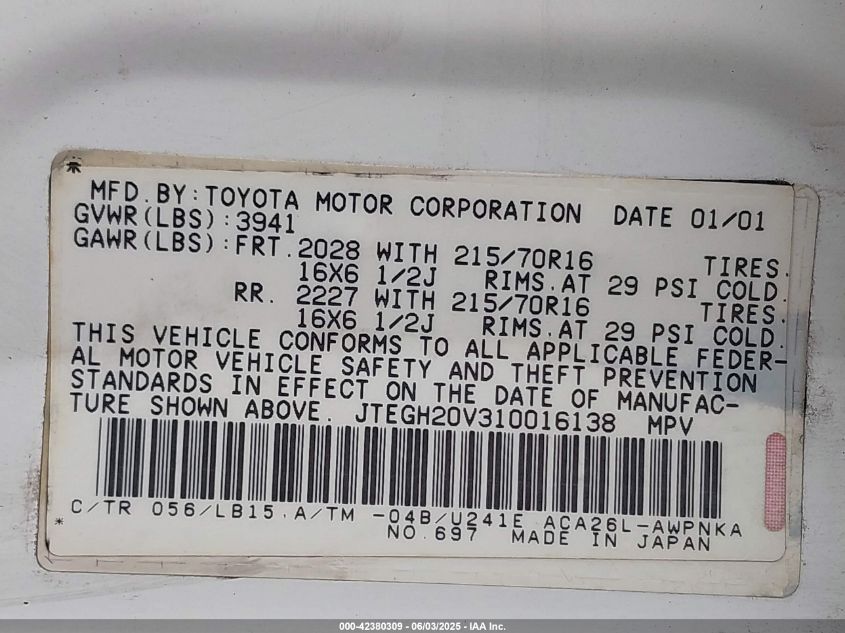 MFD.BY:TOYOTA MOTOR CORPORATION DATE 01/01
GVWR(LBS):3941
GAWR(LBS):FRT.2028 WITH 215/70R16 TIRES.
16X6 1/2J RIMS.AT 29 PSI COLD.
RR. 2227 WITH 215/70R16 TIRES.
16X6 1/2J RIMS.AT 29 PSI COLD.
THIS VEHICLE CONFORMS TO ALL APPLICABLE FEDER-
AL MOTOR VEHICLE SAFETY AND THEFT PREVENTION
STANDARDS IN EFFECT ON THE DATE OF MANUFAC-
TURE SHOWN ABOVE. JTEGH20V310016138 MPV
C/TR 056/LB15.A/TM -04B/U241E ACA26L-AWPNKA
* NO.697 MADE IN JAPAN
000-42380309 - 06/03/2025 - IAA Inc.